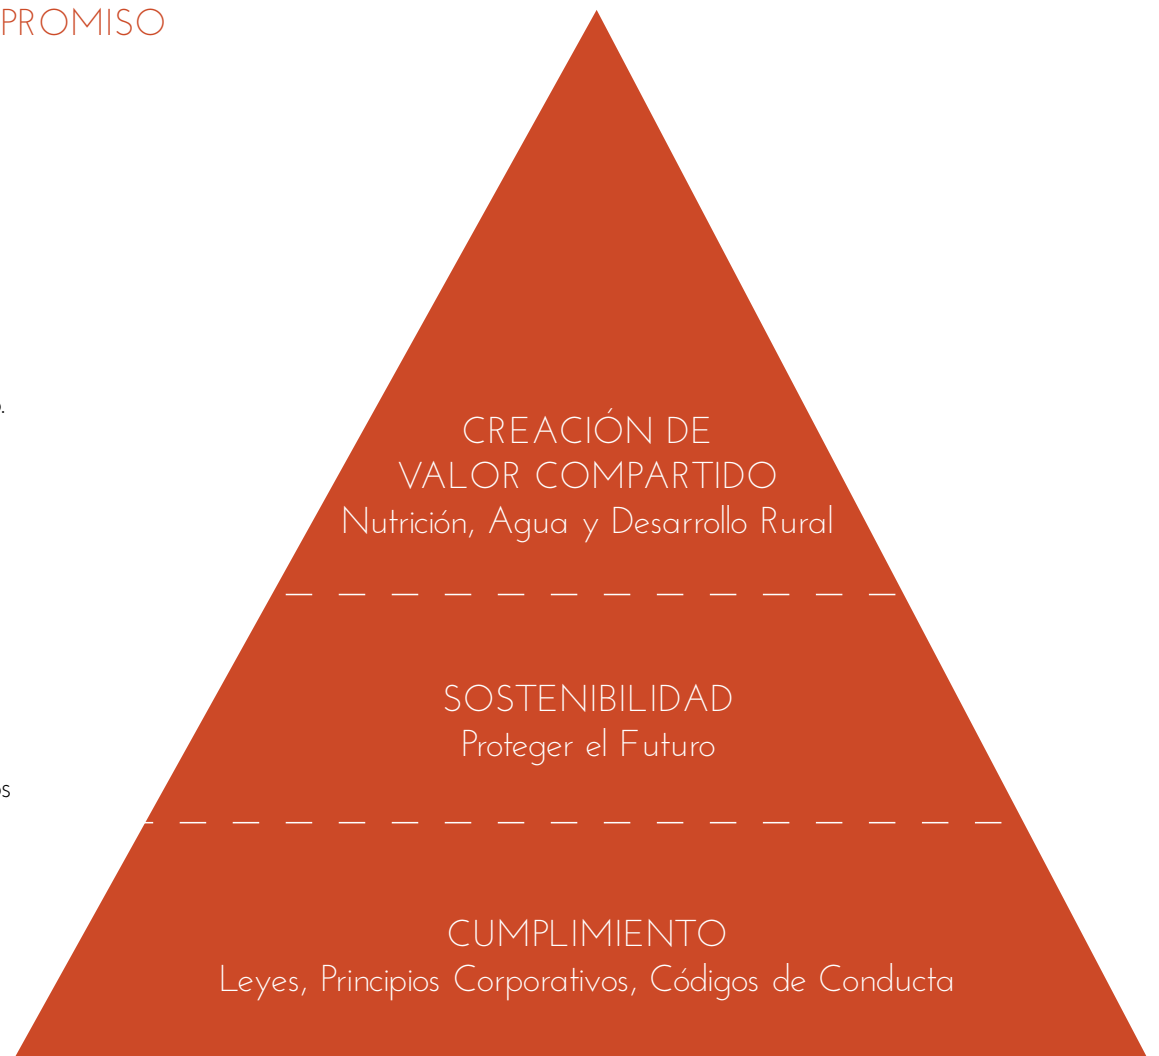 PROMISO
CREACIÓN DE
VALOR COMPARTIDO
Nutrición, Agua y Desarrollo Rural
SOSTENIBILIDAD
Proteger el Futuro
CUMPLIMIENTO
Leyes, Principios Corporativos, Códigos de Conducta